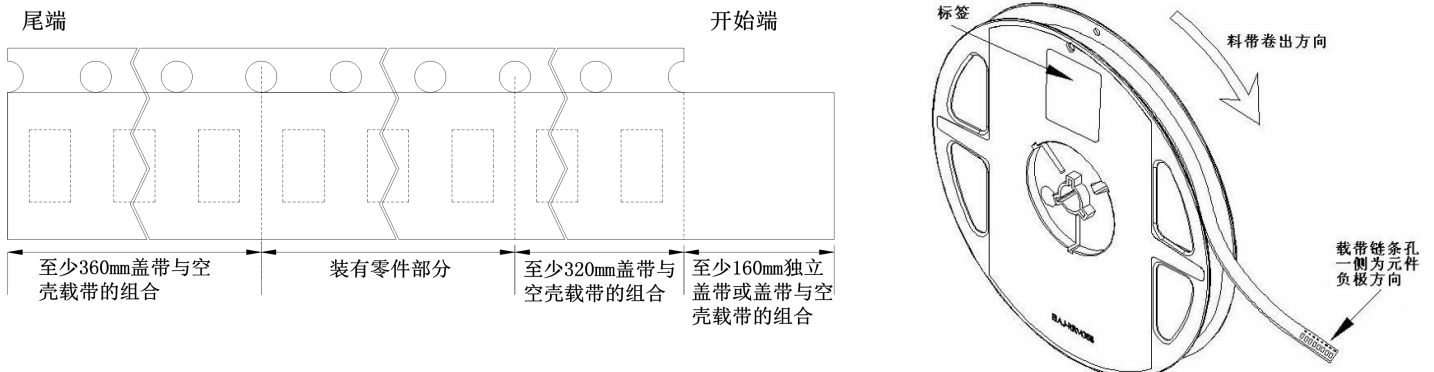 尾端
开始端
至少360mm盖带与空
壳载带的组合
装有零件部分
至少320mm盖带与
空壳载带的组合
至少160mm独立
盖带或盖带与空
壳载带的组合
标签
料带卷出方向
载带链条孔
一侧为元件
负极方向